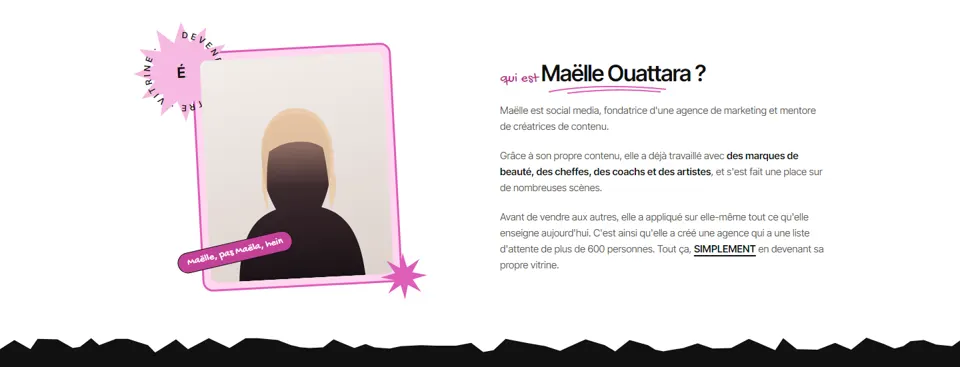 DEVENI
É
TRE
VITRINE
qui est Maëlle Ouattara ?
Maëlle est social media, fondatrice d'une agence de marketing et mentore
de créatrices de contenu.
Grâce à son propre contenu, elle a déjà travaillé avec des marques de
beauté, des cheffes, des coachs et des artistes, et s'est fait une place sur
de nombreuses scènes.
Avant de vendre aux autres, elle a appliqué sur elle-même tout ce qu'elle
enseigne aujourd'hui. C'est ainsi qu'elle a créé une agence qui a une liste
d'attente de plus de 600 personnes. Tout ça, SIMPLEMENT en devenant sa
propre vitrine.
Maëlle, pas Maëla, hein